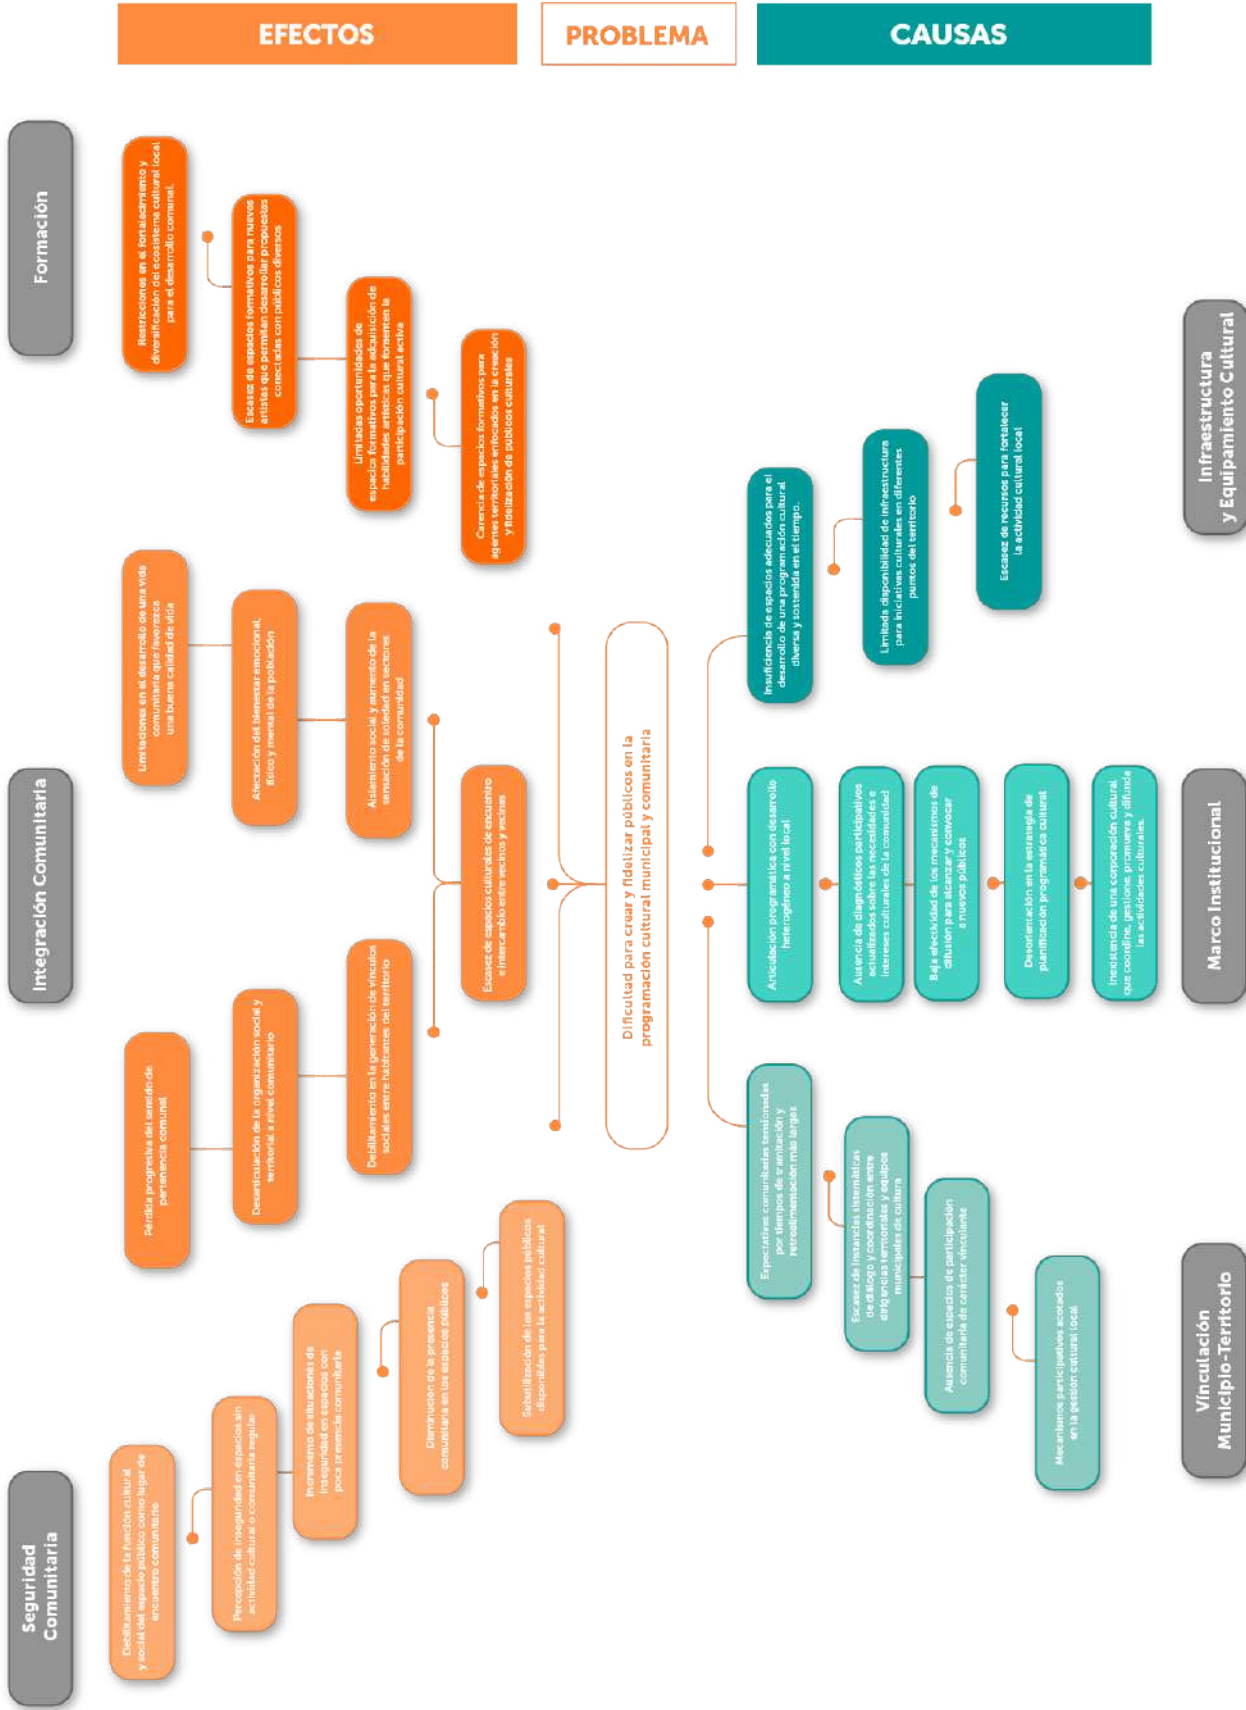 EFECTOS
PROBLEMA
CAUSAS
Seguridad
Comunitaria
Integración Comunitaria
Formación
Debilitamiento de la función cultural
y social del espacio público como lugar de
encuentro comunitario
Percepción de inseguridad en espacios sin
actividad cultural o comunitaria regular
Incremento de situaciones de
inseguridad en espacios con
poca presencia comunitaria
Disminución de la presencia
comunitaria en los espacios públicos
Subutilización de los espacios públicos
disponibles para la actividad cultural
Pérdida progresiva del sentido de
pertenencia comunal
Desarticulación de la organización social y
territorial a nivel comunitario
Debilitamiento en la generación de vínculos
sociales entre habitantes del territorio
Limitaciones en el desarrollo de una vida
comunitaria que favorezca
una buena calidad de vida
Afectación del bienestar emocional,
físico y mental de la población
Aislamiento social y aumento de la
sensación de soledad en sectores
de la comunidad
Escasez de espacios culturales de encuentro
e intercambio entre vecinos y vecinas
Restricciones en el fortalecimiento y
diversificación del ecosistema cultural local
para el desarrollo comunal.
Escasez de espacios formativos para nuevos
artistas que permitan desarrollar propuestas
conectadas con públicos diversos
Limitadas oportunidades de
espacios formativos para la adquisición de
habilidades artísticas que fomenten la
participación cultural activa
Carencia de espacios formativos para
agentes territoriales enfocados en la creación
y fidelización de públicos culturales
Dificultad para crear y fidelizar públicos en la
programación cultural municipal y comunitaria
Expectativas comunitarias tensionadas
por tiempos de tramitación y
retroalimentación más largos
Escasez de instancias sistemáticas
de diálogo y coordinación entre
dirigencias territoriales y equipos
municipales de cultura
Ausencia de espacios de participación
comunitaria de carácter vinculante
Mecanismos participativos acotados
en la gestión cultural local
Articulación programática con desarrollo
heterogéneo a nivel local
Ausencia de diagnósticos participativos
actualizados sobre las necesidades e
intereses culturales de la comunidad
Baja efectividad de los mecanismos de
difusión para alcanzar y convocar
a nuevos públicos
Desorientación en la estrategia de
planificación programática cultural
Inexistencia de una corporación cultural
que coordine, gestione, promueva y difunda
las actividades culturales.
Insuficiencia de espacios adecuados para el
desarrollo de una programación cultural
diversa y sostenida en el tiempo.
Limitada disponibilidad de infraestructura
para iniciativas culturales en diferentes
puntos del territorio
Escasez de recursos para fortalecer
la actividad cultural local
Vinculación
Municipio-Territorio
Marco Institucional
Infraestructura
y Equipamiento Cultural